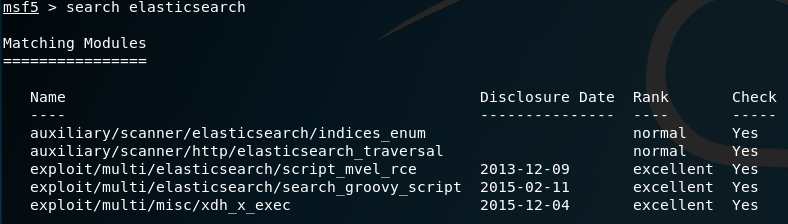 msf5 > search elasticsearch
Matching Modules
================
Name Disclosure Date Rank Check
---- --------------- ---- -----
auxiliary/scanner/elasticsearch/indices_enum normal Yes
auxiliary/scanner/http/elasticsearch_traversal normal Yes
exploit/multi/elasticsearch/script_mvel_rce 2013-12-09 excellent Yes
exploit/multi/elasticsearch/search_groovy_script 2015-02-11 excellent Yes
exploit/multi/misc/xdh_x_exec 2015-12-04 excellent Yes